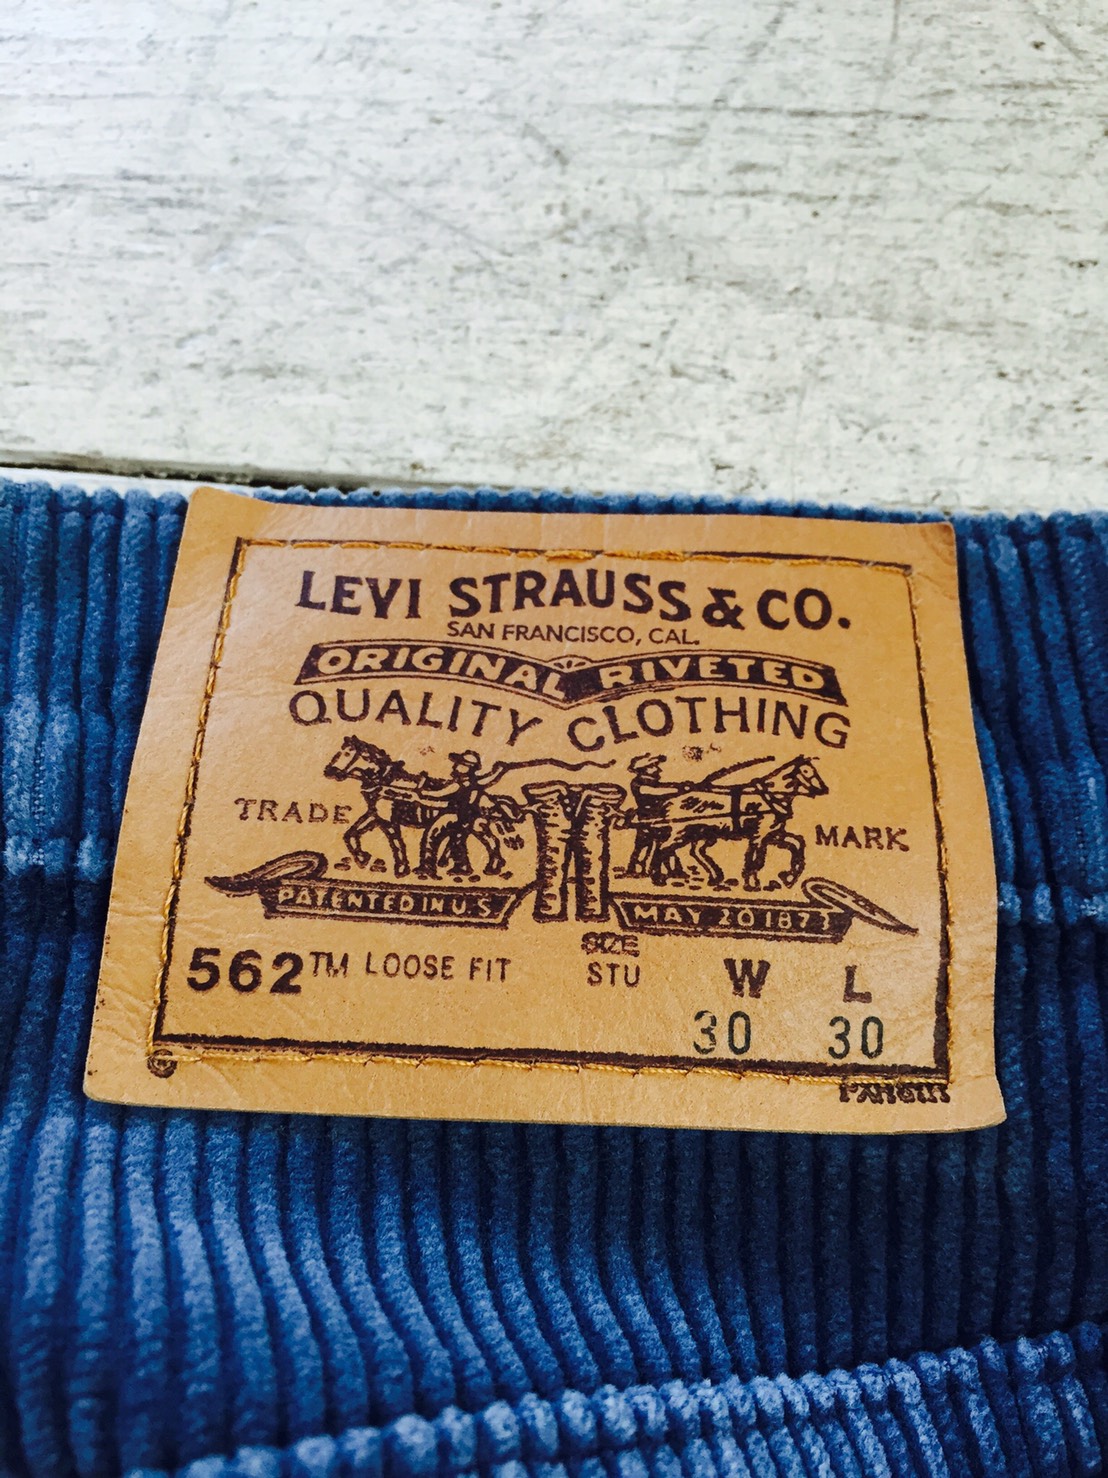 LEVI STRAUSS & CO.
SAN FRANCISCO, CAL.
ORIGINAL RIVETED
QUALITY CLOTHING
TRADE MARK
PATENTED IN U.S. MAY 20 1873
562™ LOOSE FIT
SIZE
STU
W L
30 30